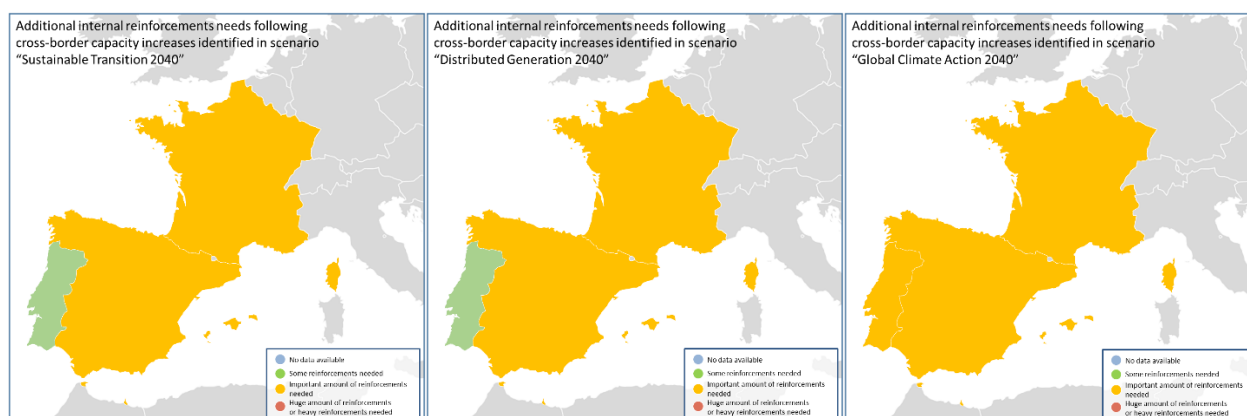 Additional internal reinforcements needs following
cross-border capacity increases identified in scenario
“Sustainable Transition 2040”
No data available
Some reinforcements needed
Important amount of reinforcements
needed
Huge amount of reinforcements
or heavy reinforcements needed
Additional internal reinforcements needs following
cross-border capacity increases identified in scenario
“Distributed Generation 2040”
No data available
Some reinforcements needed
Important amount of reinforcements
needed
Huge amount of reinforcements
or heavy reinforcements needed
Additional internal reinforcements needs following
cross-border capacity increases identified in scenario
“Global Climate Action 2040”
No data available
Some reinforcements needed
Important amount of reinforcements
needed
Huge amount of reinforcements
or heavy reinforcements needed